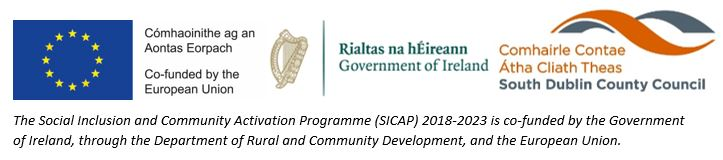 Cómhaoinithe ag an
Aontas Eorpach
Co-funded by the
European Union
Rialtas na hÉireann
Government of Ireland
Comhairle Contae
Átha Cliath Theas
South Dublin County Council
The Social Inclusion and Community Activation Programme (SICAP) 2018-2023 is co-funded by the Government
of Ireland, through the Department of Rural and Community Development, and the European Union.